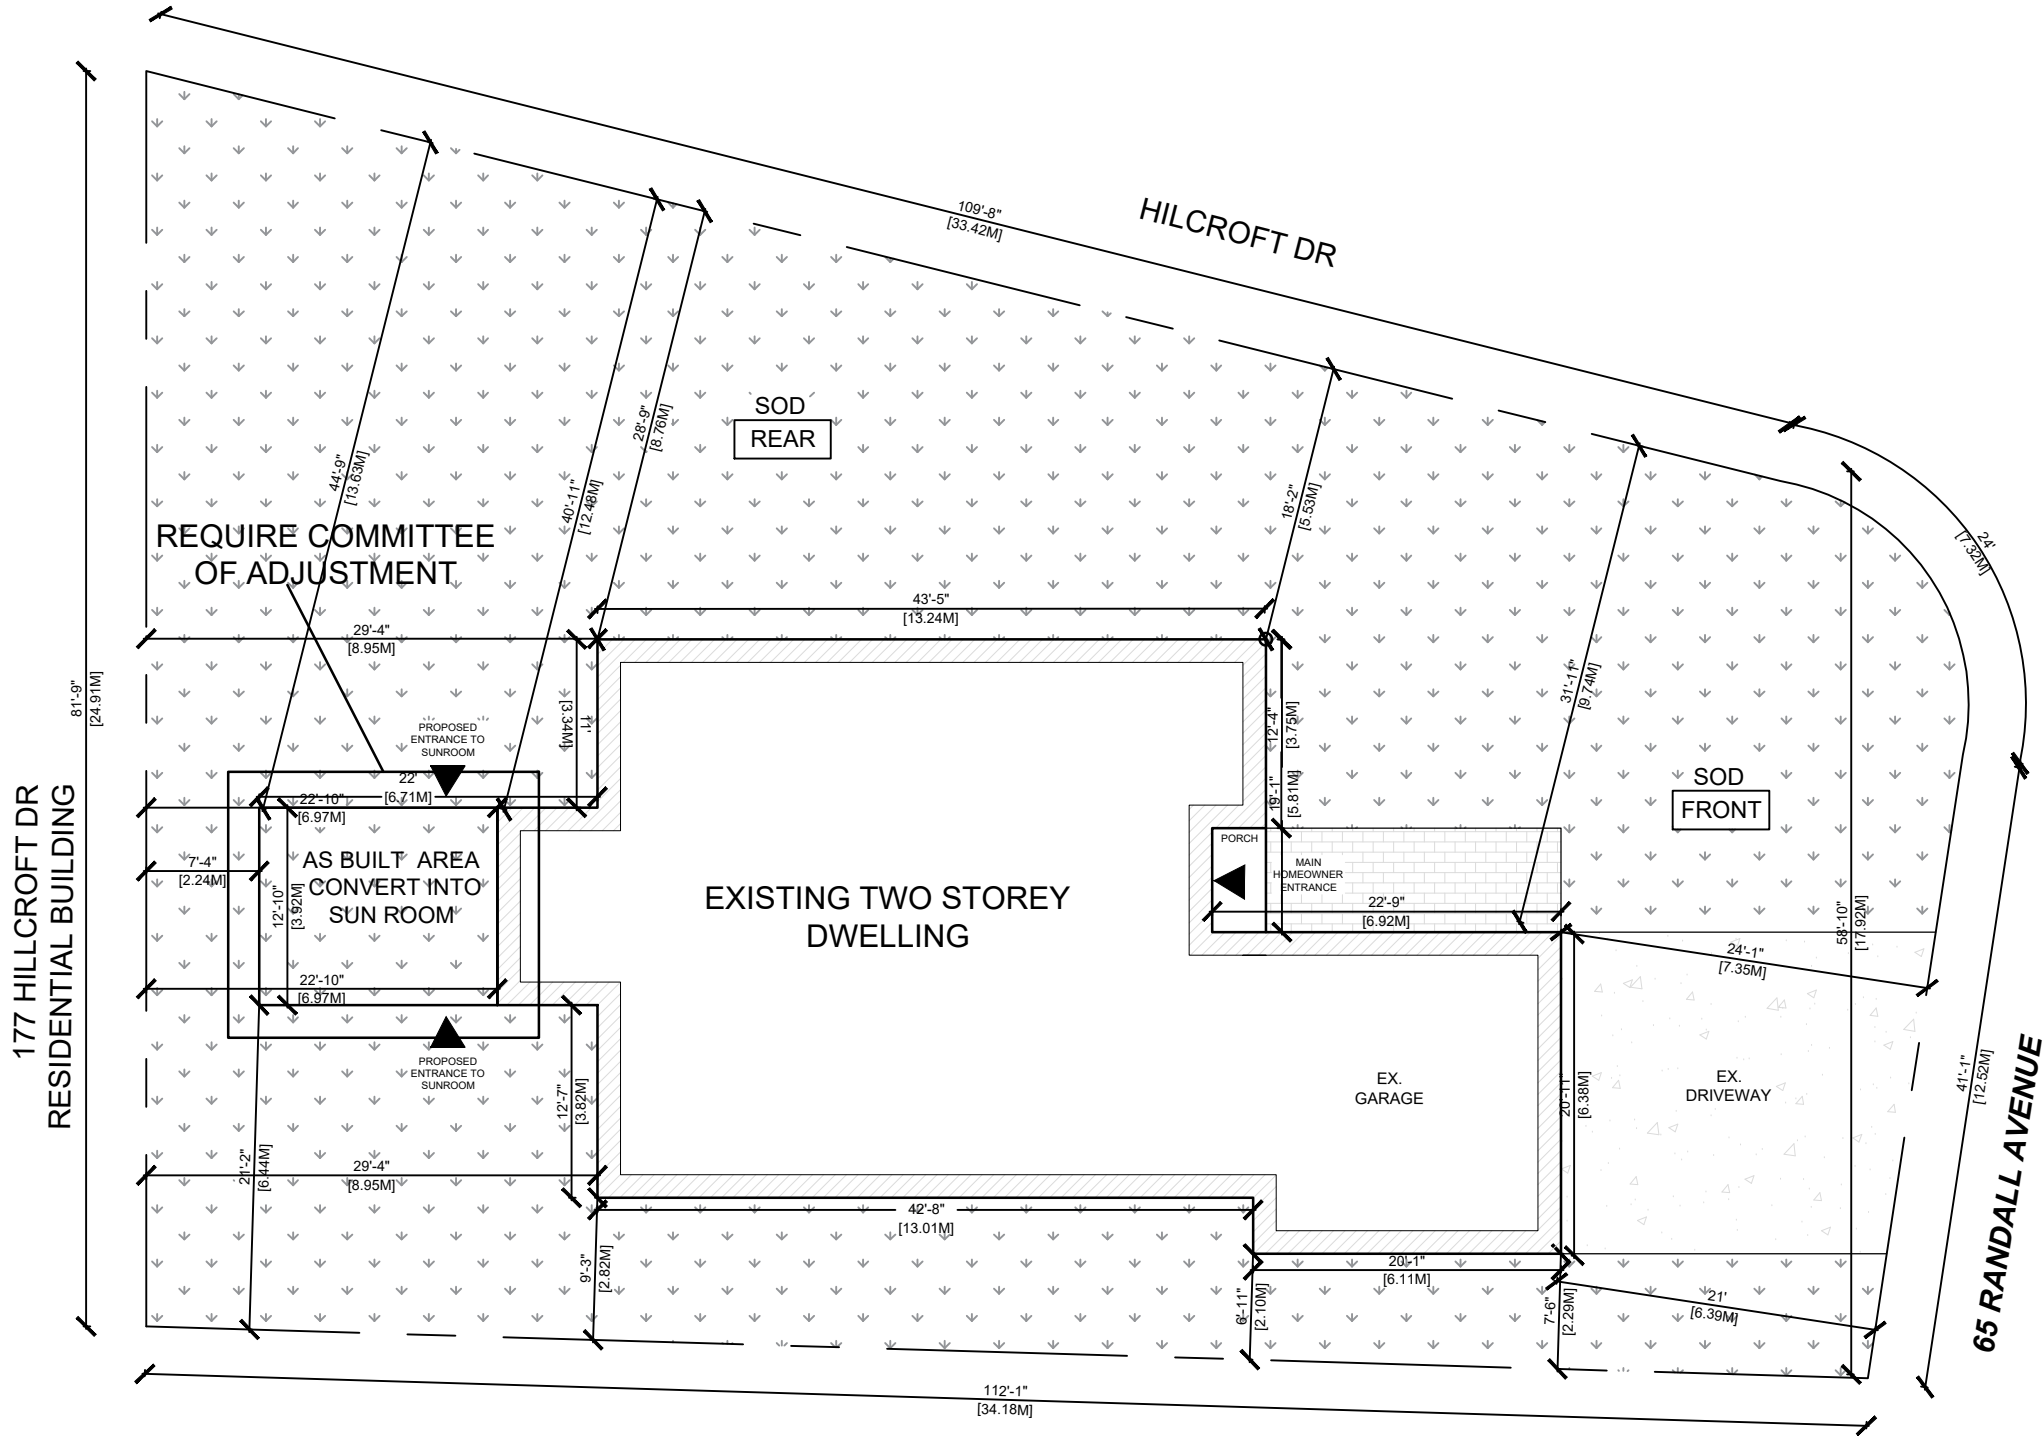 109'-8"
[33.42M]
HILCROFT DR
24'
[7.32M]
SOD
REAR
28'-9"
[8.76M]
44'-9"
[13.63M]
40'-11"
[12.48M]
18'-2"
[5.53M]
REQUIRE COMMITTEE
OF ADJUSTMENT
43'-5"
[13.24M]
29'-4"
[8.95M]
81'-9"
[24.91M]
11'
[3.34M]
12'-4"
[3.75M]
31'-11"
[9.74M]
PROPOSED
ENTRANCE TO
SUNROOM
22'
[6.71M]
22'-10"
[6.97M]
19'-1"
[5.81M]
SOD
FRONT
177 HILLCROFT DR
RESIDENTIAL BUILDING
7'-4"
[2.24M]
AS BUILT AREA
CONVERT INTO
SUN ROOM
12'-10"
[3.92M]
EXISTING TWO STOREY
DWELLING
PORCH
MAIN
HOMEOWNER
ENTRANCE
22'-9"
[6.92M]
58'-10"
[17.92M]
24'-1"
[7.35M]
22'-10"
[6.97M]
PROPOSED
ENTRANCE TO
SUNROOM
12'-7"
[3.82M]
EX.
GARAGE
20'-11"
[6.38M]
EX.
DRIVEWAY
41'-1"
[12.52M]
65 RANDALL AVENUE
21'-2"
[6.44M]
29'-4"
[8.95M]
42'-8"
[13.01M]
9'-3"
[2.82M]
20'-1"
[6.11M]
6'-11"
[2.10M]
7'-6"
[2.29M]
21'
[6.39M]
112'-1"
[34.18M]